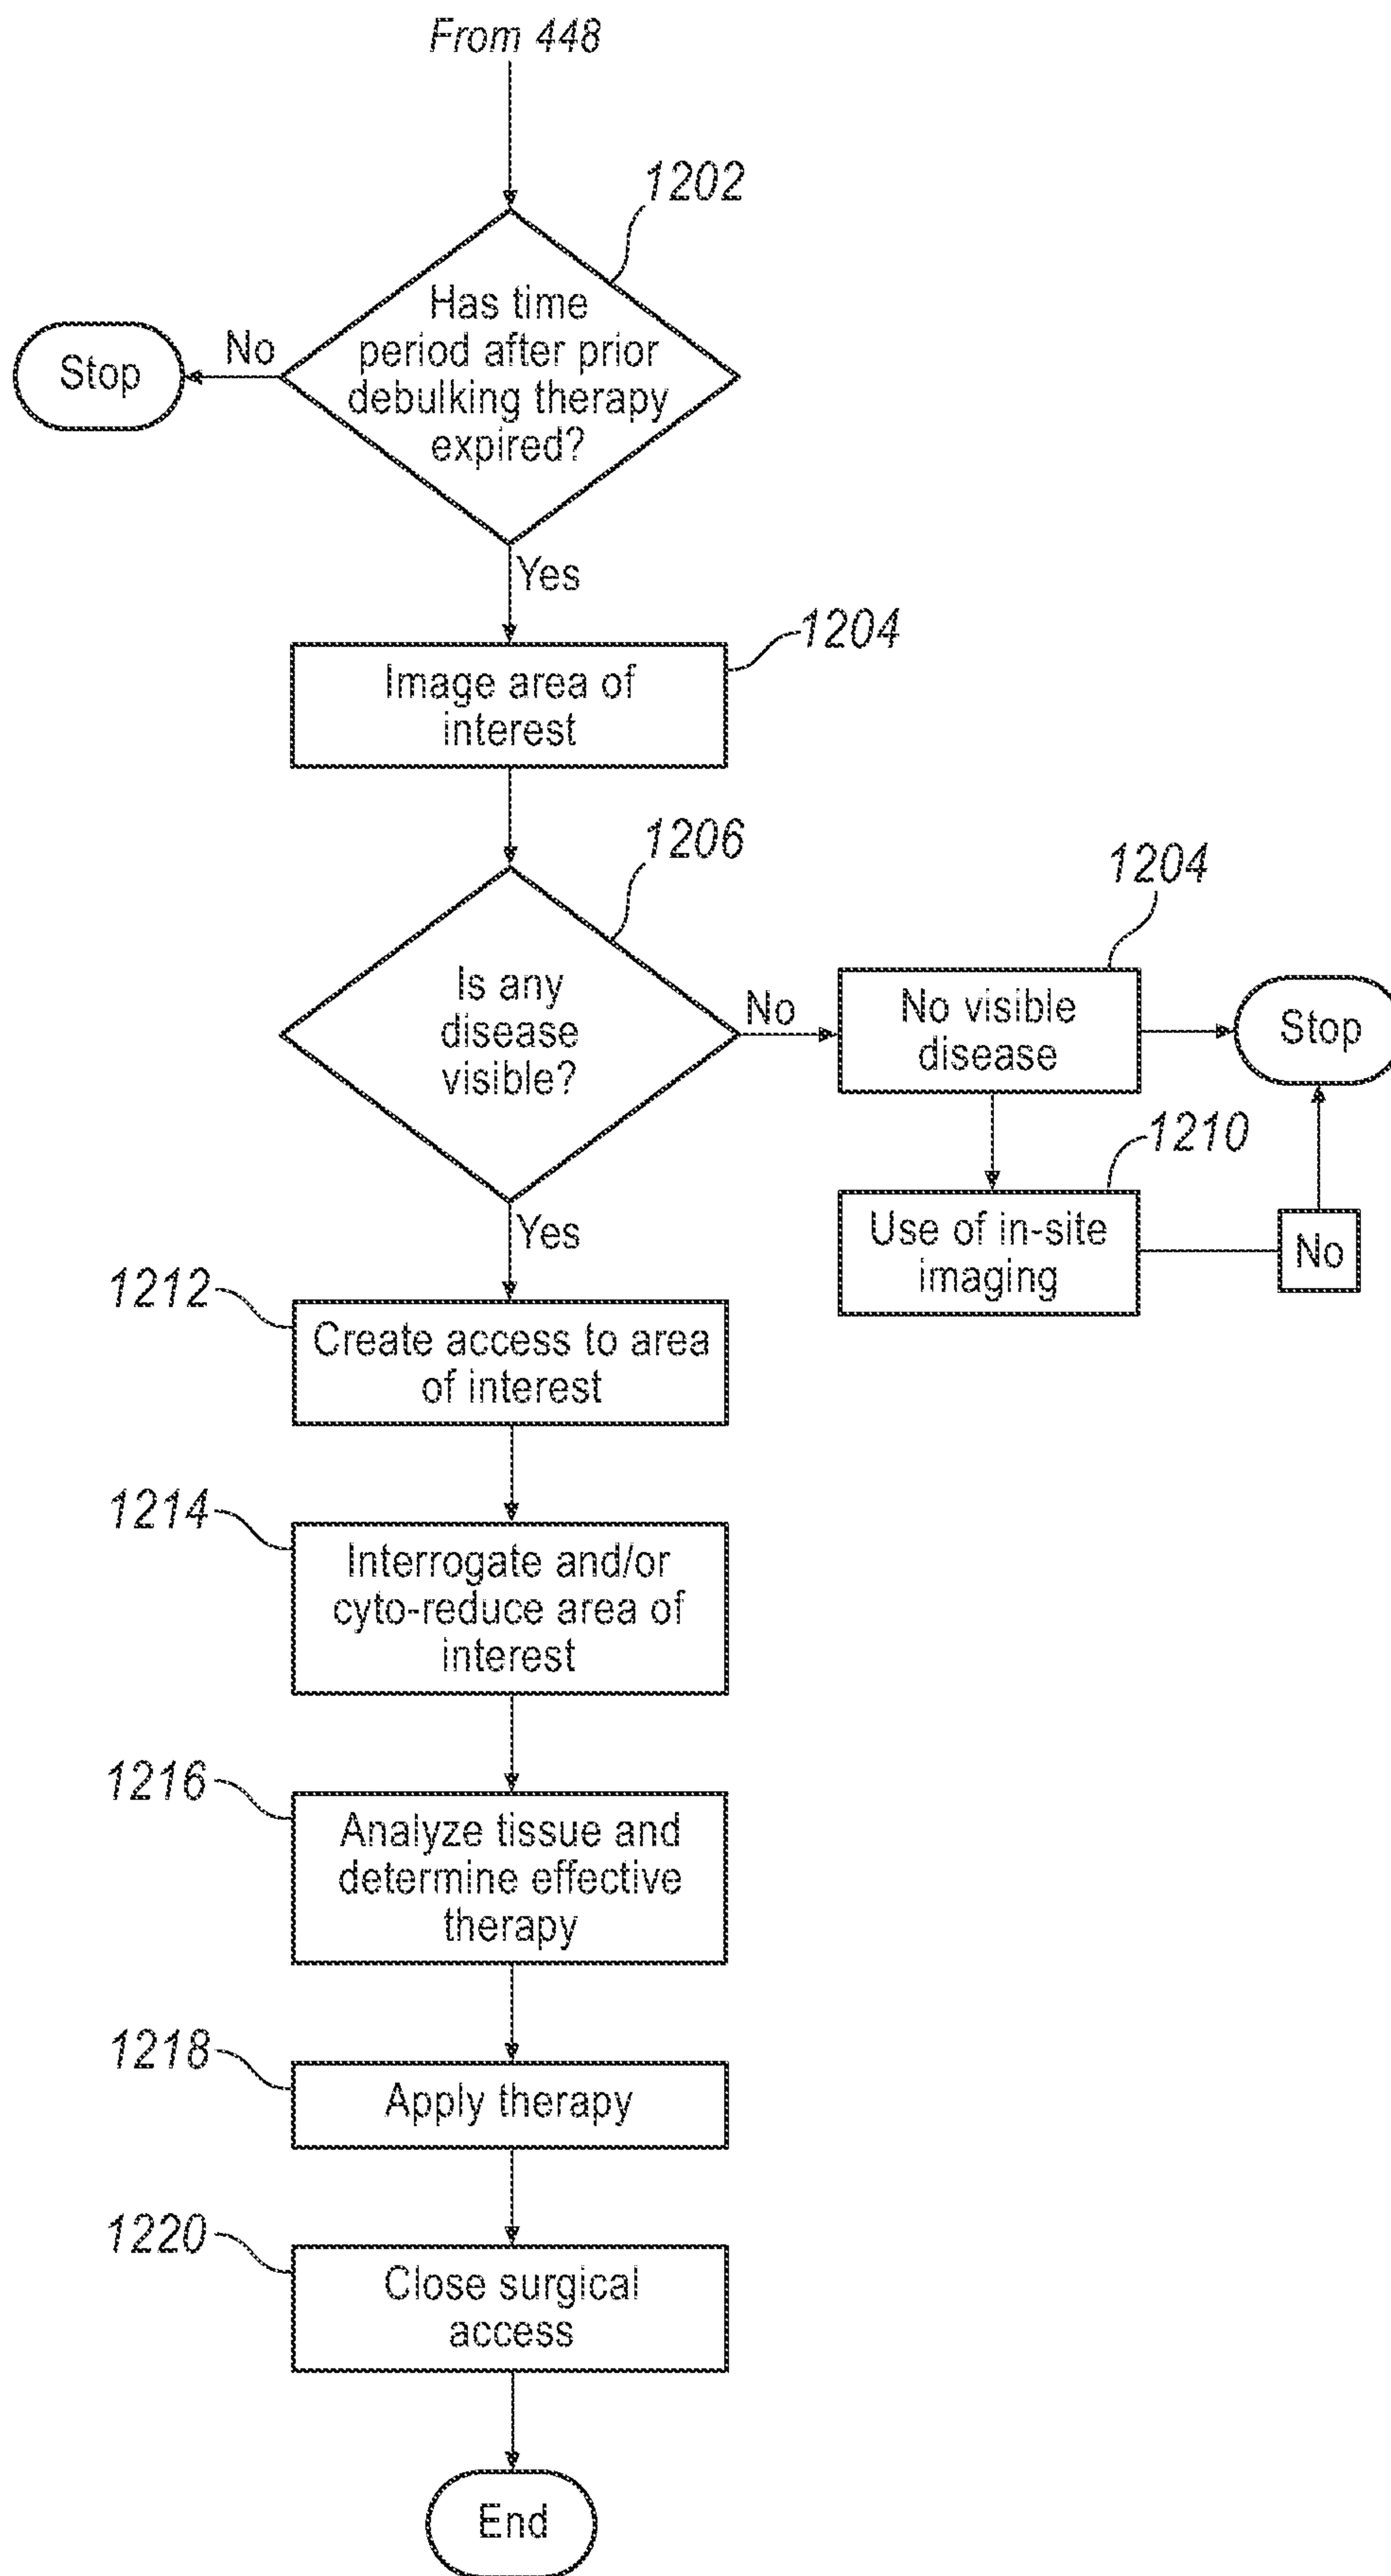 From 448
1202
Has time
period after prior
debulking therapy
expired?
No
Stop
Yes
1204
Image area of
interest
1206
Is any
disease
visible?
No
1204
No visible
disease
Stop
1210
Use of in-site
imaging
No
Yes
1212
Create access to area
of interest
1214
Interrogate and/or
cyto-reduce area of
interest
1216
Analyze tissue and
determine effective
therapy
1218
Apply therapy
1220
Close surgical
access
End